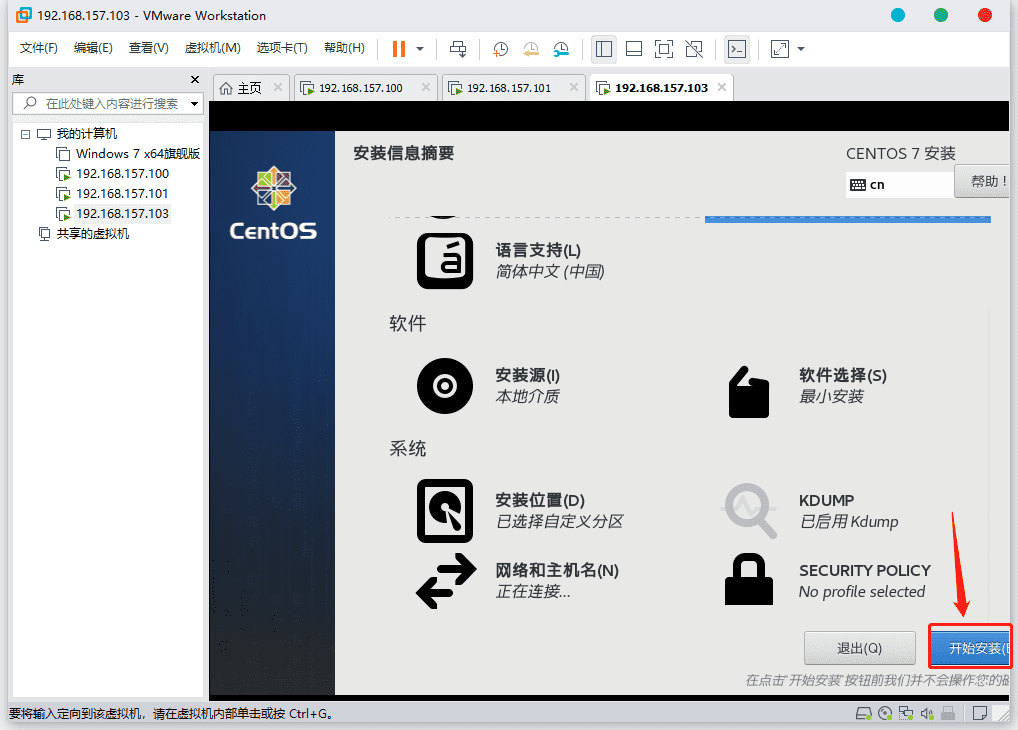 192.168.157.103 - VMware Workstation
文件(F) 编辑(E) 查看(V) 虚拟机(M) 选项卡(T) 帮助(H)
库
在此处键入内容进行搜索
我的计算机
Windows 7 x64旗舰版
192.168.157.100
192.168.157.101
192.168.157.103
共享的虚拟机
主页 192.168.157.100 192.168.157.101 192.168.157.103
CentOS
安装信息摘要
CENTOS 7 安装
cn
帮助！
语言支持(L)
简体中文 (中国)
软件
安装源(I)
本地介质
软件选择(S)
最小安装
系统
安装位置(D)
已选择自定义分区
KDUMP
已启用 Kdump
网络和主机名(N)
正在连接...
SECURITY POLICY
No profile selected
退出(Q)
开始安装(
在点击'开始安装'按钮前我们并不会操作您的
要将输入定向到该虚拟机，请在虚拟机内部单击或按 Ctrl+G。